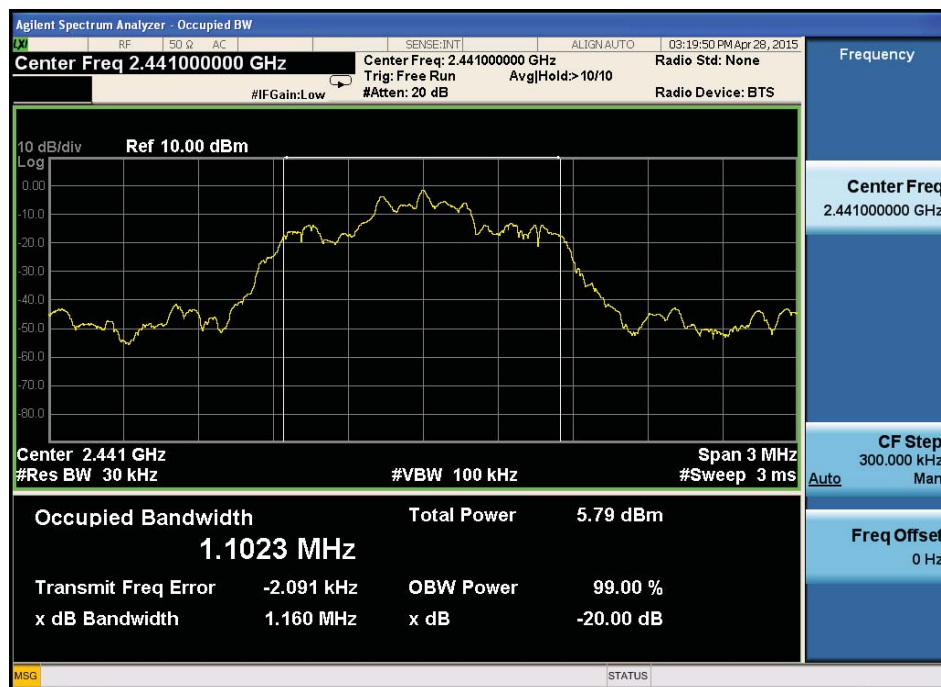 Agilent Spectrum Analyzer - Occupied BW
LXI RF 50 Ω AC SENSE:INT ALIGN AUTO 03:19:50 PM Apr 28, 2015
Center Freq 2.441000000 GHz
Center Freq: 2.441000000 GHz
Radio Std: None
Trig: Free Run Avg|Hold:>10/10
#IFGain:Low
#Atten: 20 dB
Radio Device: BTS
10 dB/div Ref 10.00 dBm
Log
0.00
-10.0
-20.0
-30.0
-40.0
-50.0
-60.0
-70.0
-80.0
Center 2.441 GHz Span 3 MHz
#Res BW 30 kHz #VBW 100 kHz #Sweep 3 ms
Occupied Bandwidth Total Power 5.79 dBm
1.1023 MHz
Transmit Freq Error -2.091 kHz OBW Power 99.00 %
x dB Bandwidth 1.160 MHz x dB -20.00 dB
MSG STATUS
Frequency
Center Freq
2.441000000 GHz
CF Step
300.000 kHz
Auto Man
Freq Offset
0 Hz